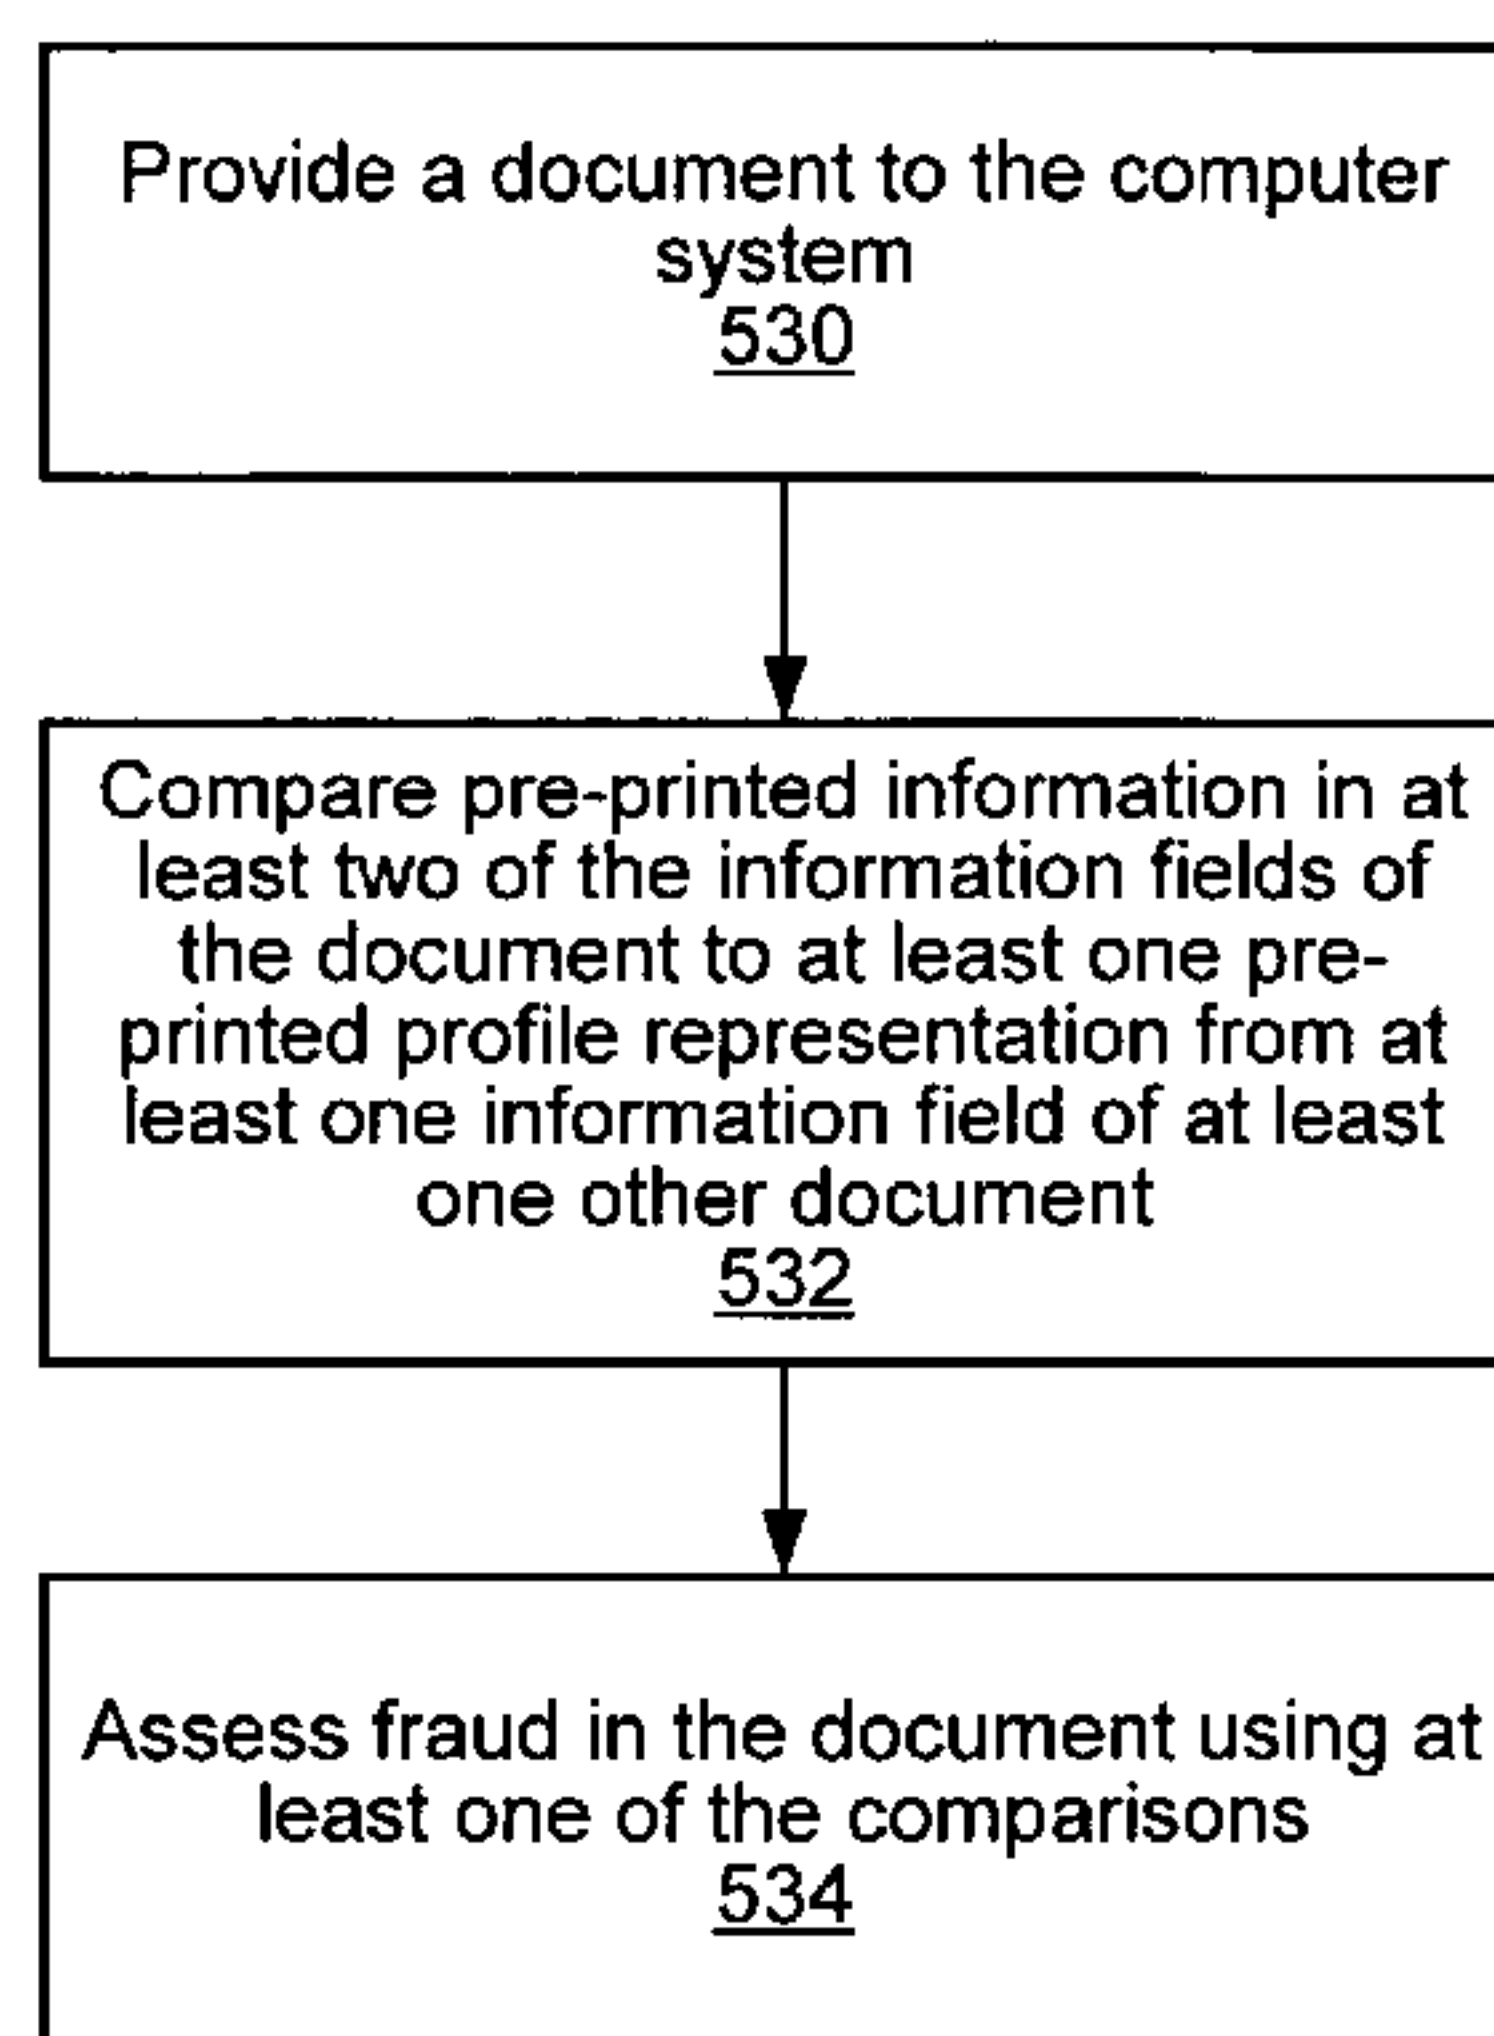 Provide a document to the computer
system
530
Compare pre-printed information in at
least two of the information fields of
the document to at least one pre-
printed profile representation from at
least one information field of at least
one other document
532
Assess fraud in the document using at
least one of the comparisons
534